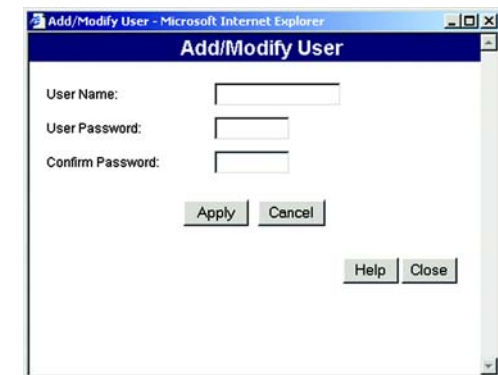 Add/Modify User - Microsoft Internet Explorer
Add/Modify User
User Name:
User Password:
Confirm Password:
Apply Cancel
Help Close